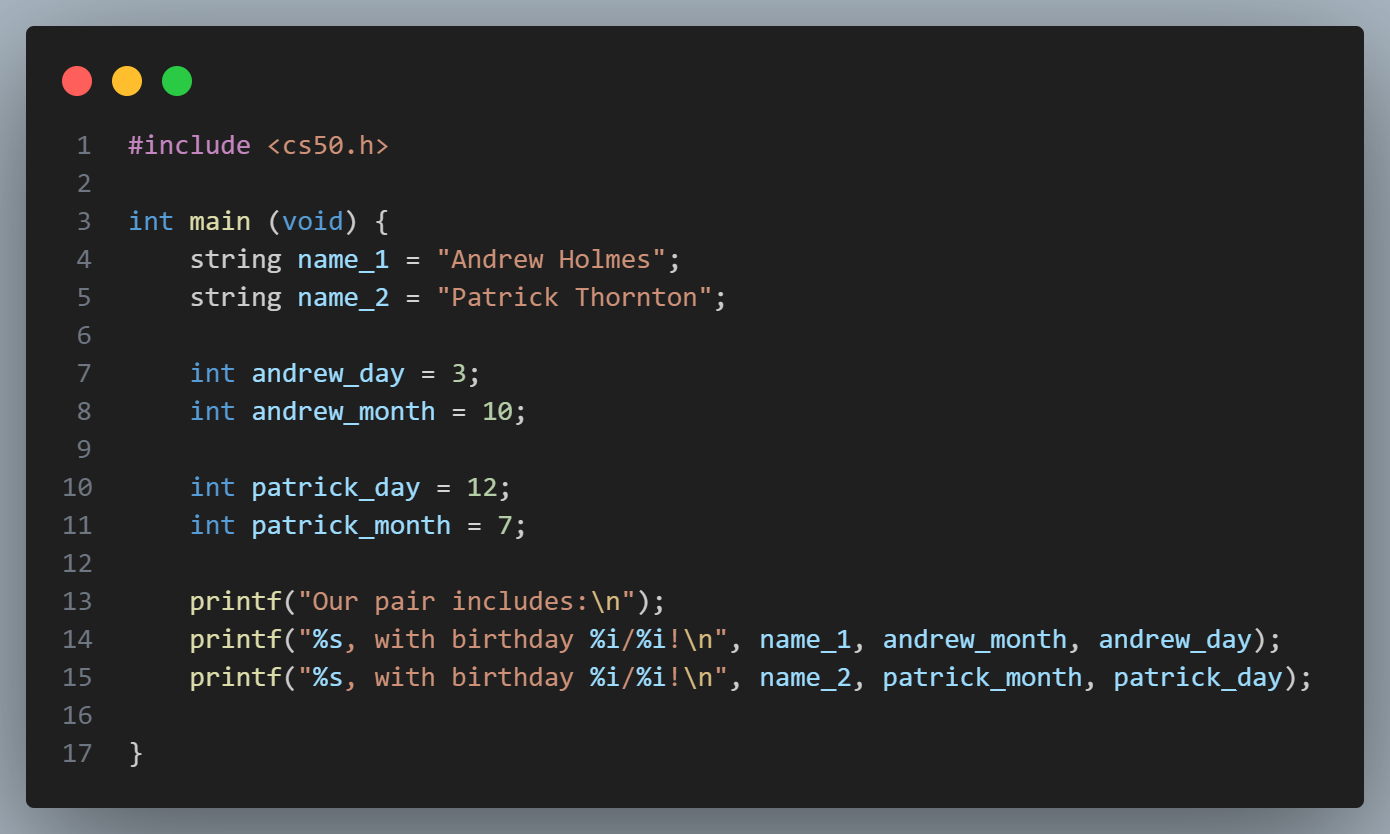 1 #include <cs50.h>
2
3 int main (void) {
4     string name_1 = "Andrew Holmes";
5     string name_2 = "Patrick Thornton";
6
7     int andrew_day = 3;
8     int andrew_month = 10;
9
10     int patrick_day = 12;
11     int patrick_month = 7;
12
13     printf("Our pair includes:\n");
14     printf("%s, with birthday %i/%i!\n", name_1, andrew_month, andrew_day);
15     printf("%s, with birthday %i/%i!\n", name_2, patrick_month, patrick_day);
16
17 }